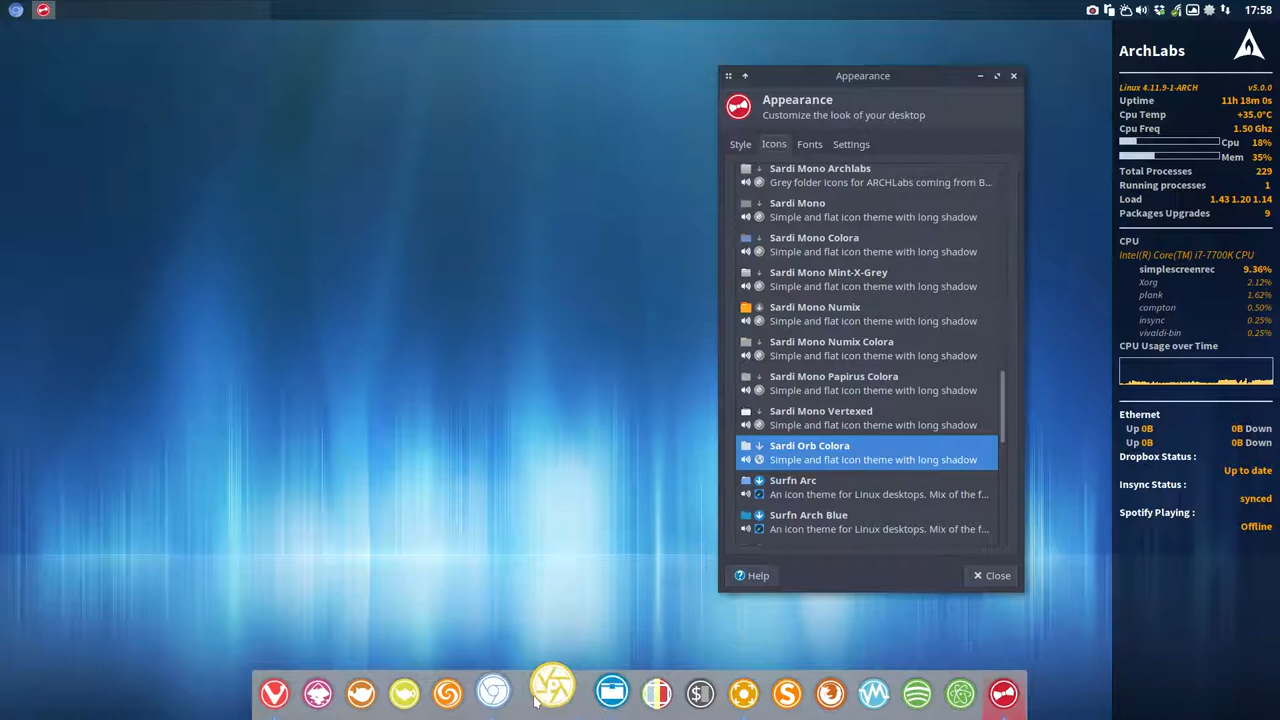 17:58
Appearance
Appearance
Customize the look of your desktop
Style Icons Fonts Settings
Sardi Mono Archlabs
Grey folder icons for ARCHLabs coming from B...
Sardi Mono
Simple and flat icon theme with long shadow
Sardi Mono Colora
Simple and flat icon theme with long shadow
Sardi Mono Mint-X-Grey
Simple and flat icon theme with long shadow
Sardi Mono Numix
Simple and flat icon theme with long shadow
Sardi Mono Numix Colora
Simple and flat icon theme with long shadow
Sardi Mono Papirus Colora
Simple and flat icon theme with long shadow
Sardi Mono Vertexed
Simple and flat icon theme with long shadow
Sardi Orb Colora
Simple and flat icon theme with long shadow
Surfn Arc
An icon theme for Linux desktops. Mix of the f...
Surfn Arch Blue
An icon theme for Linux desktops. Mix of the f...
Help Close
ArchLabs
Linux 4.11.9-1-ARCH v5.0.0
Uptime 11h 18m 0s
Cpu Temp +35.0°C
Cpu Freq 1.50 Ghz
Cpu 18%
Mem 35%
Total Processes 229
Running processes 1
Load 1.43 1.20 1.14
Packages Upgrades 9
CPU
Intel(R) Core(TM) i7-7700K CPU
simplescreenrec 9.36%
Xorg 2.12%
plank 1.62%
compton 0.50%
insync 0.25%
vivaldi-bin 0.25%
CPU Usage over Time
Ethernet
Up 0B 0B Down
Up 0B 0B Down
Dropbox Status :
Up to date
Insync Status :
synced
Spotify Playing :
Offline